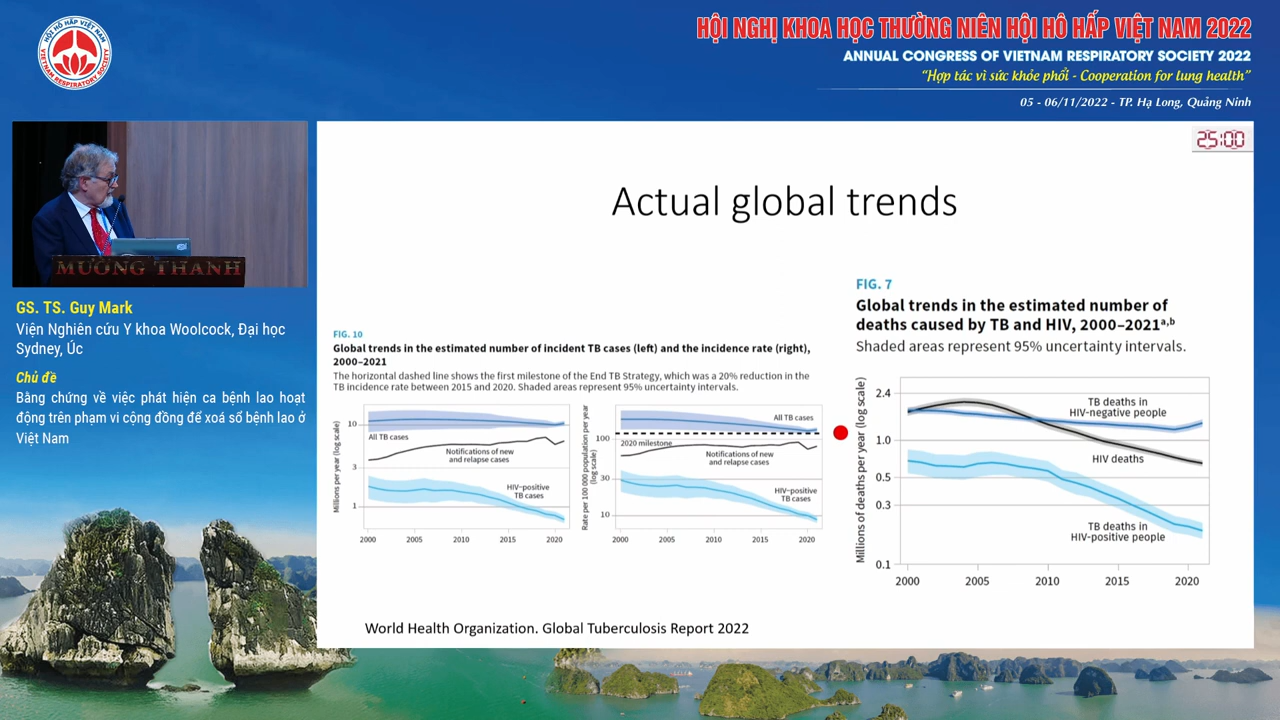 HỘI HÔ HẤP VIỆT NAM
VIETNAM RESPIRATORY SOCIETY
HỘI NGHỊ KHOA HỌC THƯỜNG NIÊN HỘI HÔ HẤP VIỆT NAM 2022
ANNUAL CONGRESS OF VIETNAM RESPIRATORY SOCIETY 2022
“Hợp tác vì sức khỏe phổi - Cooperation for lung health”
05 - 06/11/2022 - TP. Hạ Long, Quảng Ninh
MUONG THANH
GS. TS. Guy Mark
Viện Nghiên cứu Y khoa Woolcock, Đại học
Sydney, Úc
Chủ đề
Bằng chứng về việc phát hiện ca bệnh lao hoạt
động trên phạm vi cộng đồng để xoá sổ bệnh lao ở
Việt Nam
25:00
Actual global trends
FIG. 10
Global trends in the estimated number of incident TB cases (left) and the incidence rate (right),
2000–2021
The horizontal dashed line shows the first milestone of the End TB Strategy, which was a 20% reduction in the
TB incidence rate between 2015 and 2020. Shaded areas represent 95% uncertainty intervals.
Millions per year (log scale)
10
3
1
All TB cases
Notifications of new
and relapse cases
HIV-positive
TB cases
2000 2005 2010 2015 2020
Rate per 100 000 population per year
(log scale)
100
30
10
All TB cases
2020 milestone
Notifications of new
and relapse cases
HIV-positive
TB cases
2000 2005 2010 2015 2020
FIG. 7
Global trends in the estimated number of
deaths caused by TB and HIV, 2000–2021a,b
Shaded areas represent 95% uncertainty intervals.
Millions of deaths per year (log scale)
2.4
1.0
0.5
0.3
0.1
TB deaths in
HIV-negative people
HIV deaths
TB deaths in
HIV-positive people
2000 2005 2010 2015 2020
World Health Organization. Global Tuberculosis Report 2022